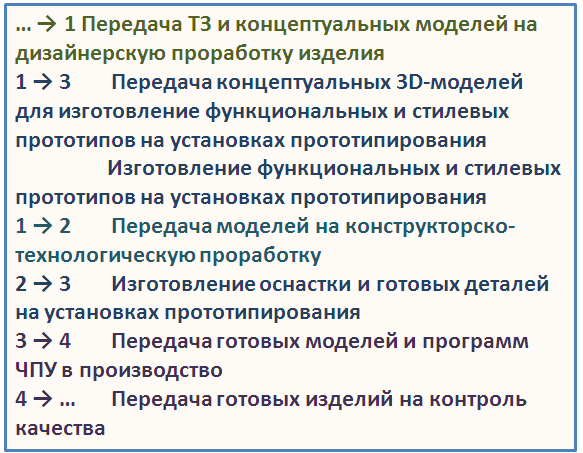 ... → 1 Передача ТЗ и концептуальных моделей на
дизайнерскую проработку изделия
1 → 3 Передача концептуальных 3D-моделей
для изготовление функциональных и стилевых
прототипов на установках прототипирования
Изготовление функциональных и стилевых
прототипов на установках прототипирования
1 → 2 Передача моделей на конструкторско-
технологическую проработку
2 → 3 Изготовление оснастки и готовых деталей
на установках прототипирования
3 → 4 Передача готовых моделей и программ
ЧПУ в производство
4 → ... Передача готовых изделий на контроль
качества